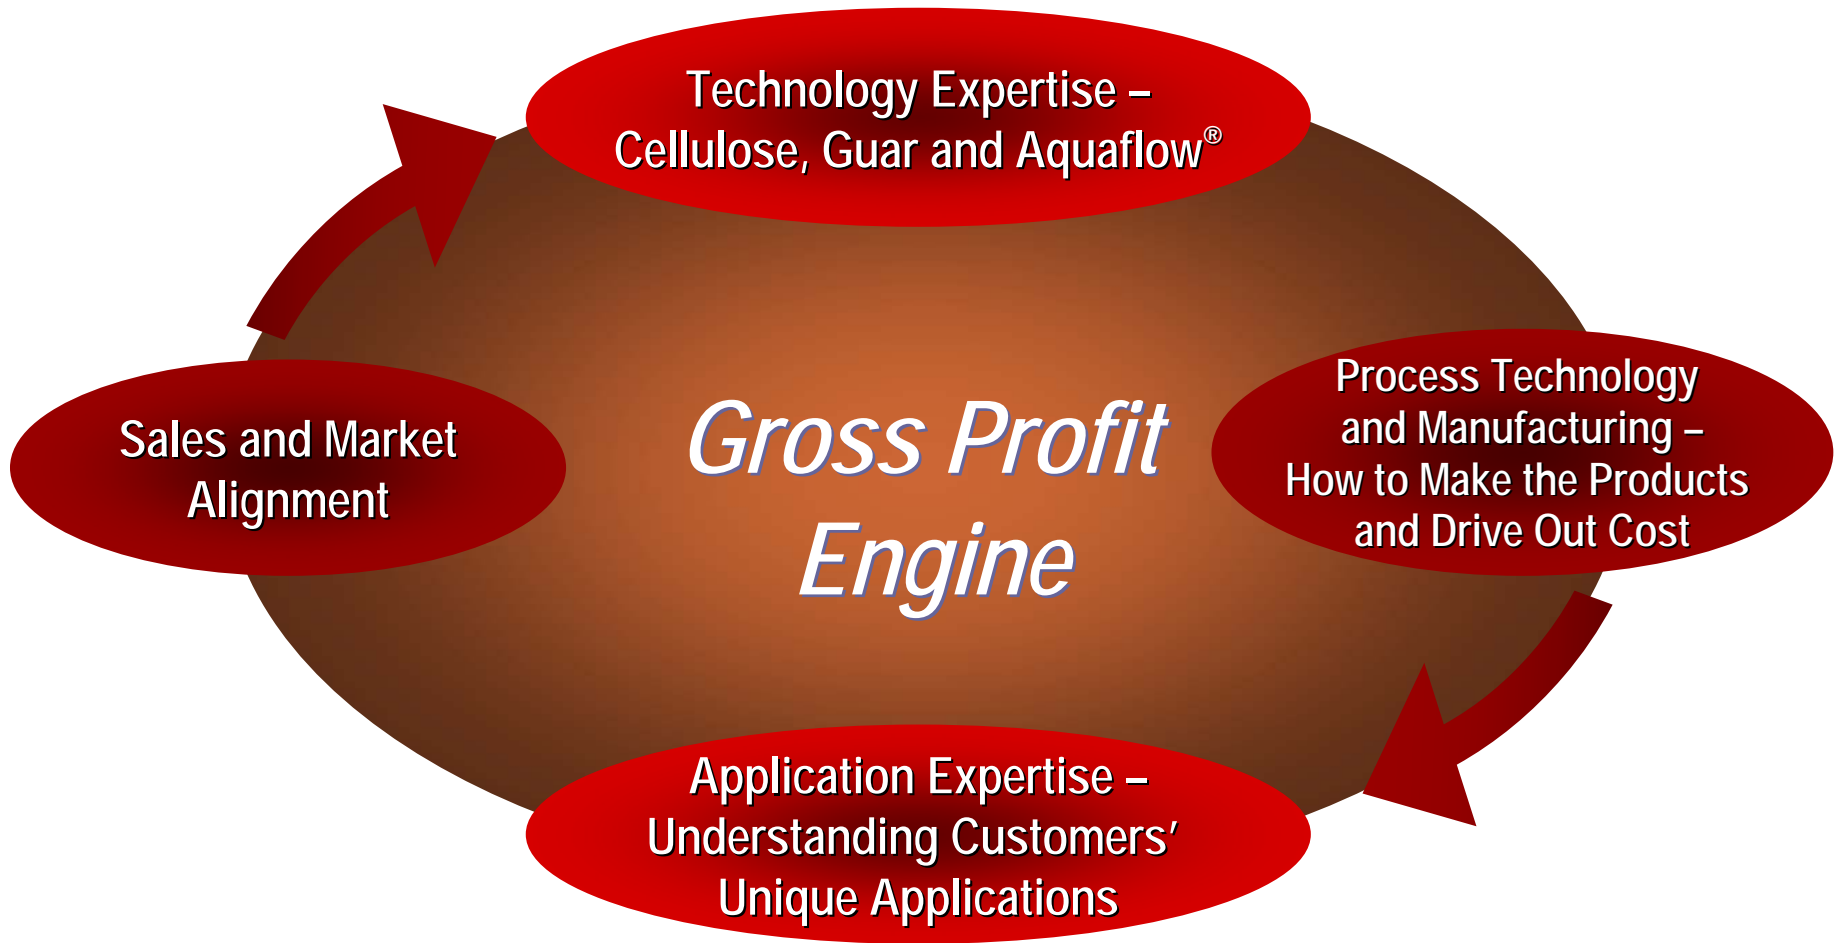 Technology Expertise –
Cellulose, Guar and Aquaflow®
Sales and Market
Alignment
Gross Profit
Engine
Process Technology
and Manufacturing –
How to Make the Products
and Drive Out Cost
Application Expertise –
Understanding Customers’
Unique Applications